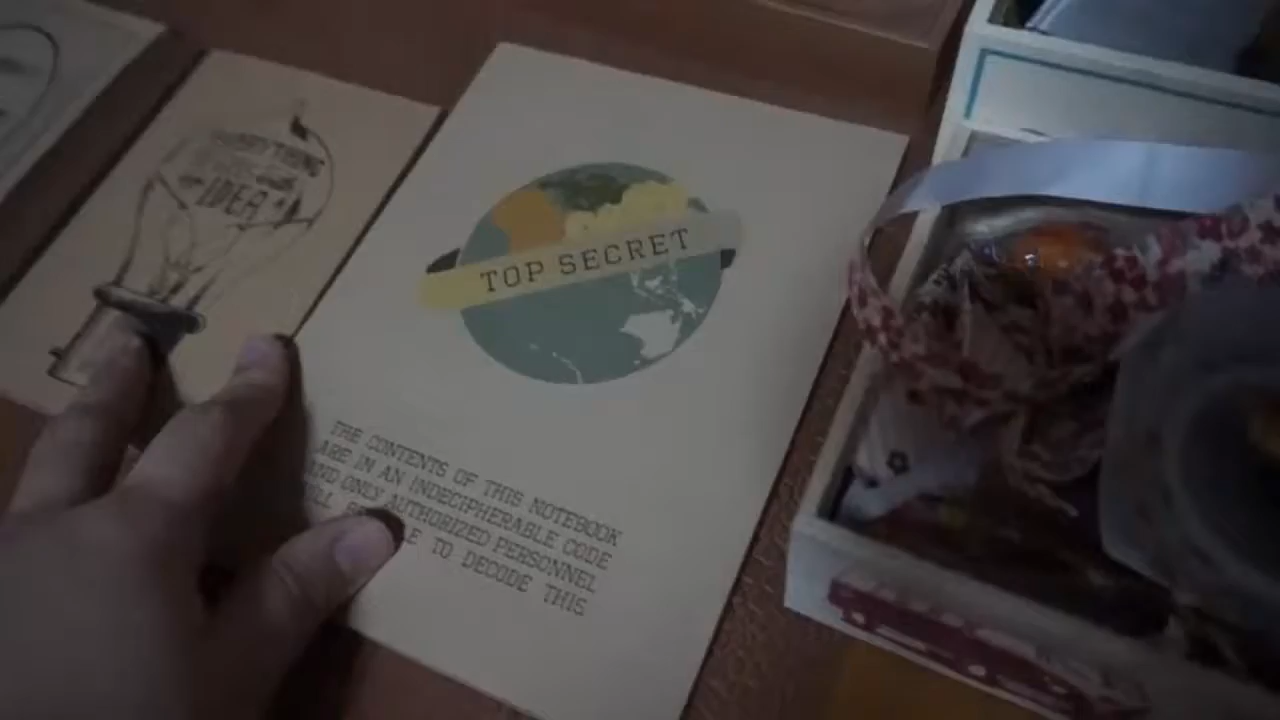 IDEA
TOP SECRET
THE CONTENTS OF THIS NOTEBOOK
ARE IN AN INDECIPHERABLE CODE
AND ONLY AUTHORIZED PERSONNEL
TO DECODE THIS.